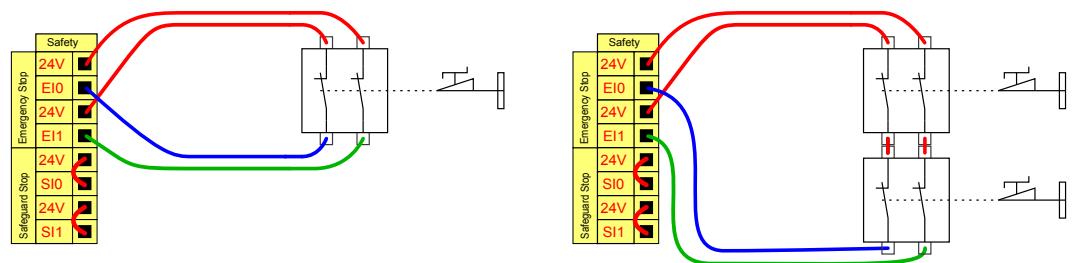 Safety
Emergency Stop
24V
EI0
24V
EI1
Safeguard Stop
24V
SI0
24V
SI1
Safety
Emergency Stop
24V
EI0
24V
EI1
Safeguard Stop
24V
SI0
24V
SI1